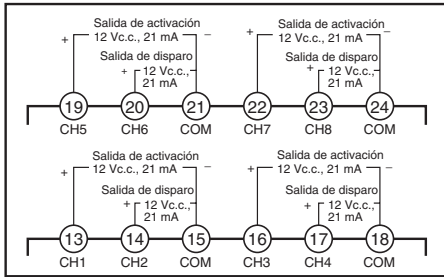 Salida de activación Salida de activación
+ 12 Vc.c., 21 mA – + 12 Vc.c., 21 mA –
Salida de disparo Salida de disparo
+ 12 Vc.c., + 12 Vc.c.,
21 mA 21 mA
19 20 21 22 23 24
CH5 CH6 COM CH7 CH8 COM
Salida de activación Salida de activación
+ 12 Vc.c., 21 mA – + 12 Vc.c., 21 mA –
Salida de disparo Salida de disparo
+ 12 Vc.c., + 12 Vc.c.,
21 mA 21 mA
13 14 15 16 17 18
CH1 CH2 COM CH3 CH4 COM